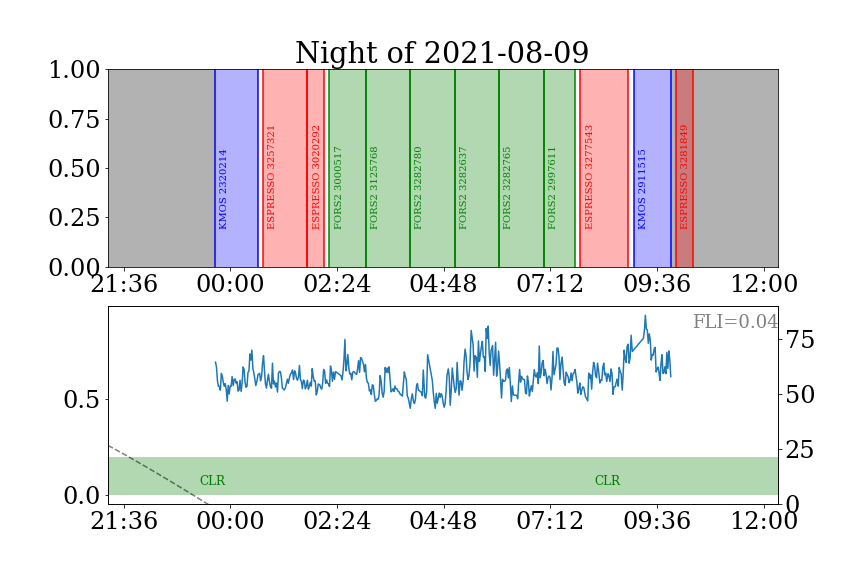 Night of 2021-08-09
1.00
0.75
0.50
0.25
0.00
KMOS 2320214
ESPRESSO 3257321
ESPRESSO 3020292
FORS2 3000517
FORS2 3125768
FORS2 3282780
FORS2 3282637
FORS2 3282765
FORS2 2997611
ESPRESSO 3277543
KMOS 2911515
ESPRESSO 3281849
21:36 00:00 02:24 04:48 07:12 09:36 12:00
FLI=0.04
0.5
0.0
75
50
25
0
CLR CLR
21:36 00:00 02:24 04:48 07:12 09:36 12:00